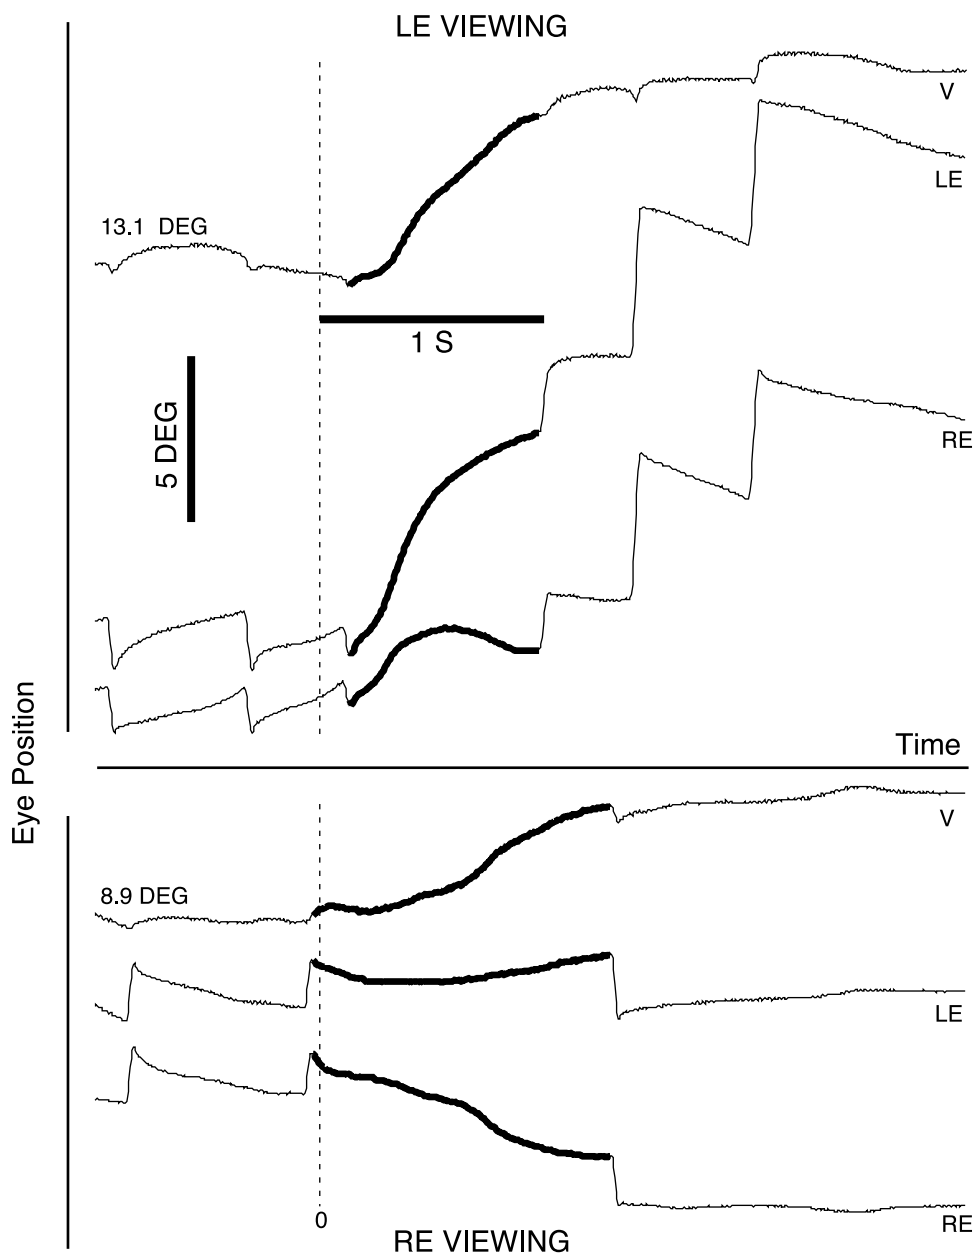 LE VIEWING
V
LE
13.1 DEG
1 S
5 DEG
RE
Eye Position
Time
V
8.9 DEG
LE
0
RE
RE VIEWING